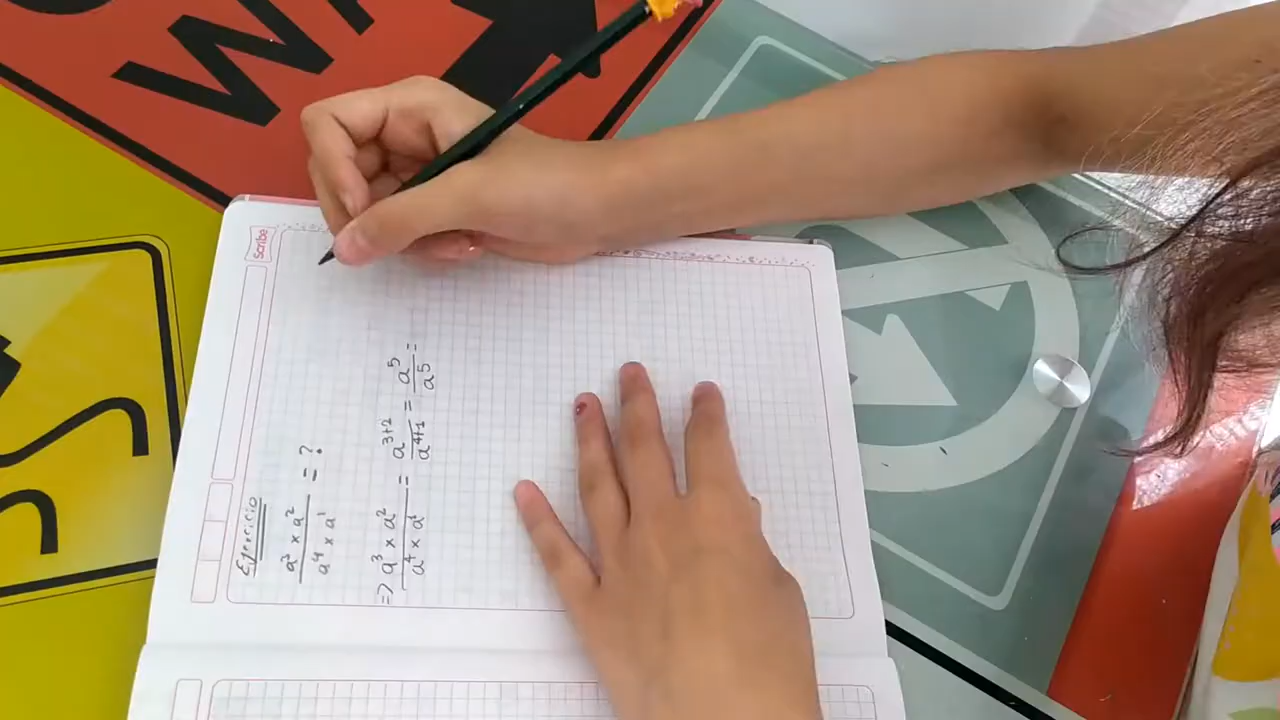 Scribe
Ejercicio
a³ × a² / a⁴ × a¹ = ?
=> a³ × a² / a⁴ × a¹ = a³⁺² / a⁴⁺¹ = a⁵ / a⁵ =